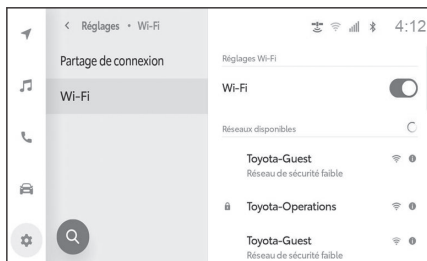 < Réglages • Wi-Fi
4:12
Partage de connexion
Wi-Fi
Réglages Wi-Fi
Wi-Fi
Réseaux disponibles
Toyota-Guest
Réseau de sécurité faible
Toyota-Operations
Toyota-Guest
Réseau de sécurité faible